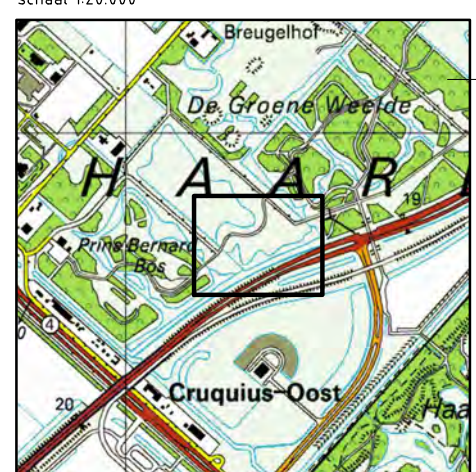 Schaal 1:20.000
Breugelhof
De Groene Weelde
H A A R
19
Prins Bernard
Bos
4
Cruquius-Oost
Haa
20